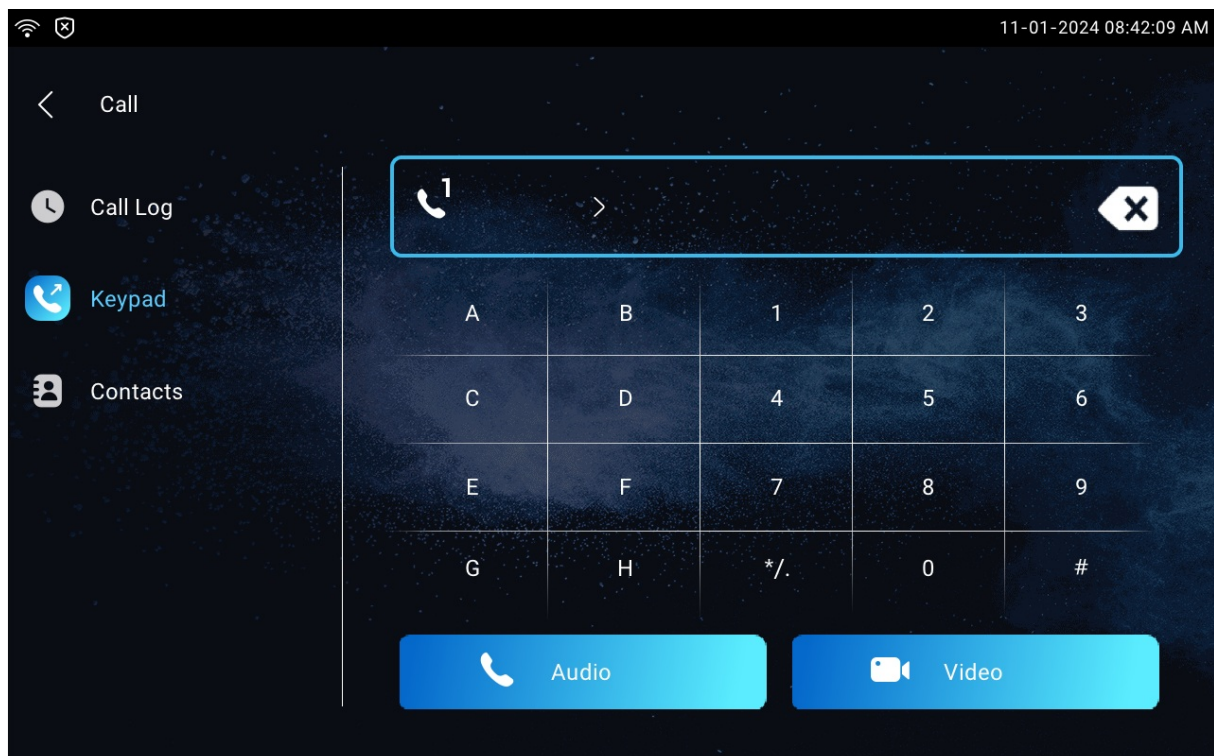 11-01-2024 08:42:09 AM
Call
Call Log
Keypad
Contacts
1 >
A B 1 2 3
C D 4 5 6
E F 7 8 9
G H */. 0 #
Audio Video